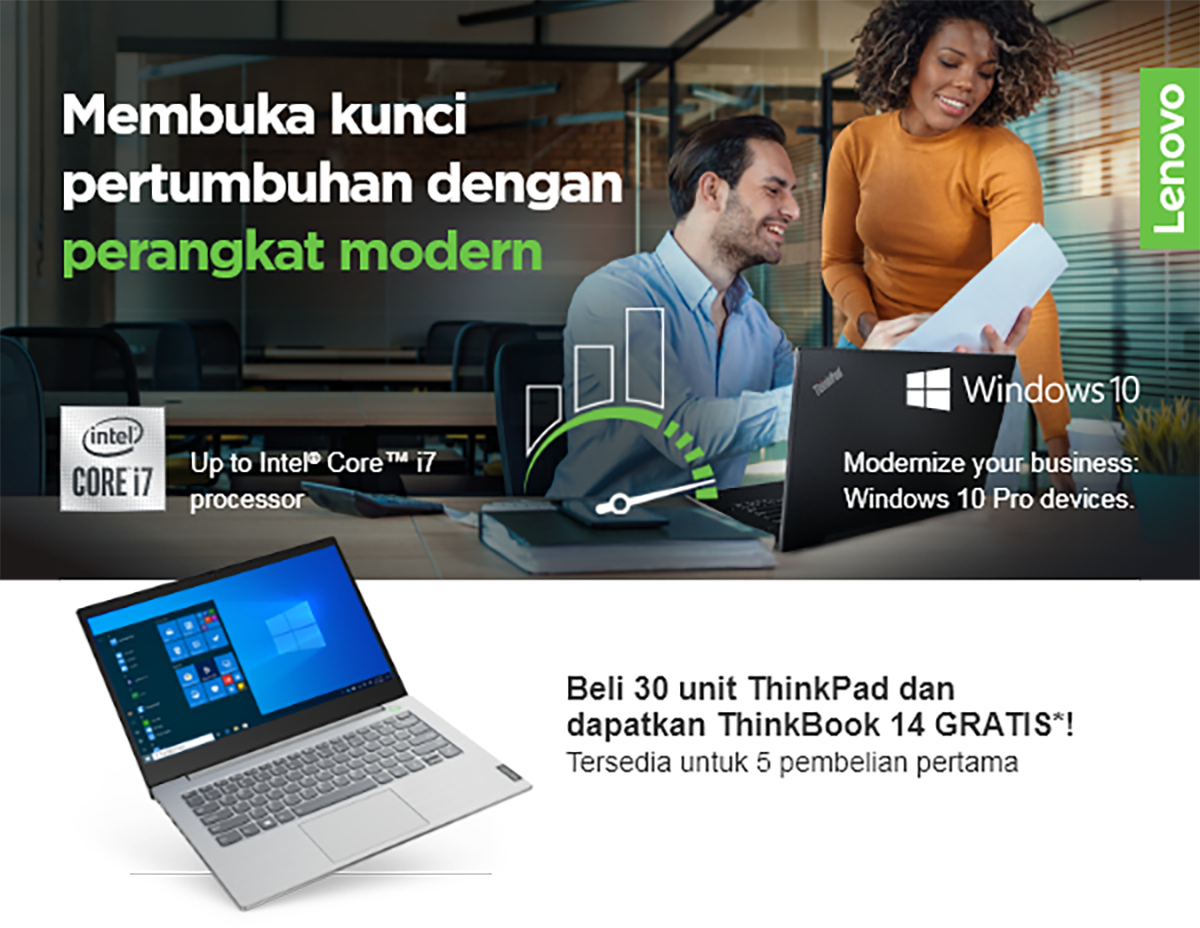 Membuka kunci
pertumbuhan dengan
perangkat modern
Lenovo
intel
CORE i7
Up to Intel® Core™ i7
processor
ThinkPad
Windows 10
Modernize your business:
Windows 10 Pro devices.
Beli 30 unit ThinkPad dan
dapatkan ThinkBook 14 GRATIS*!
Tersedia untuk 5 pembelian pertama